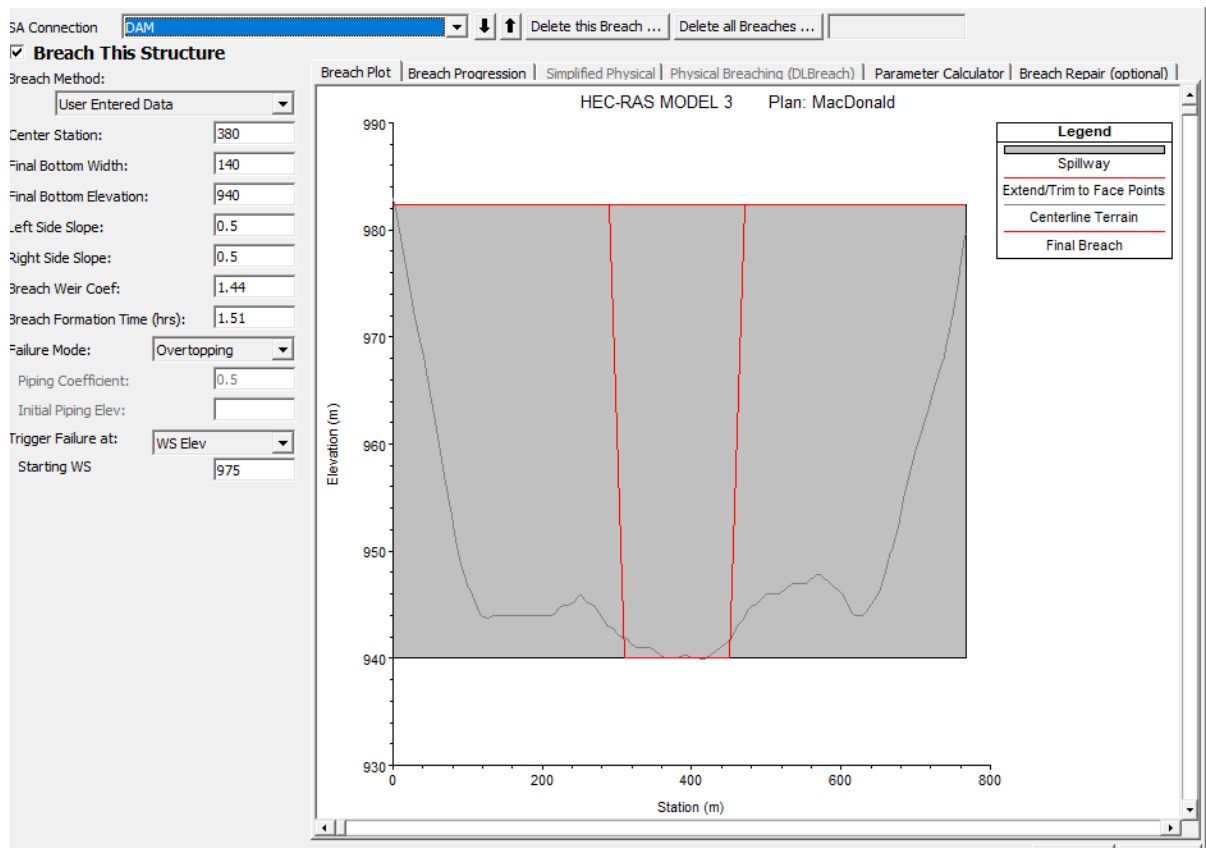 SA Connection DAM Delete this Breach ... Delete all Breaches ...
Breach This Structure
Breach Method:
User Entered Data
Center Station: 380
Final Bottom Width: 140
Final Bottom Elevation: 940
Left Side Slope: 0.5
Right Side Slope: 0.5
Breach Weir Coef: 1.44
Breach Formation Time (hrs): 1.51
Failure Mode: Overtopping
Piping Coefficient: 0.5
Initial Piping Elev:
Trigger Failure at: WS Elev
Starting WS 975
Breach Plot Breach Progression Simplified Physical Physical Breaching (DLBreach) Parameter Calculator Breach Repair (optional)
HEC-RAS MODEL 3 Plan: MacDonald
990
980
970
960
950
940
930
Elevation (m)
0 200 400 600 800
Station (m)
Legend
Spillway
Extend/Trim to Face Points
Centerline Terrain
Final Breach